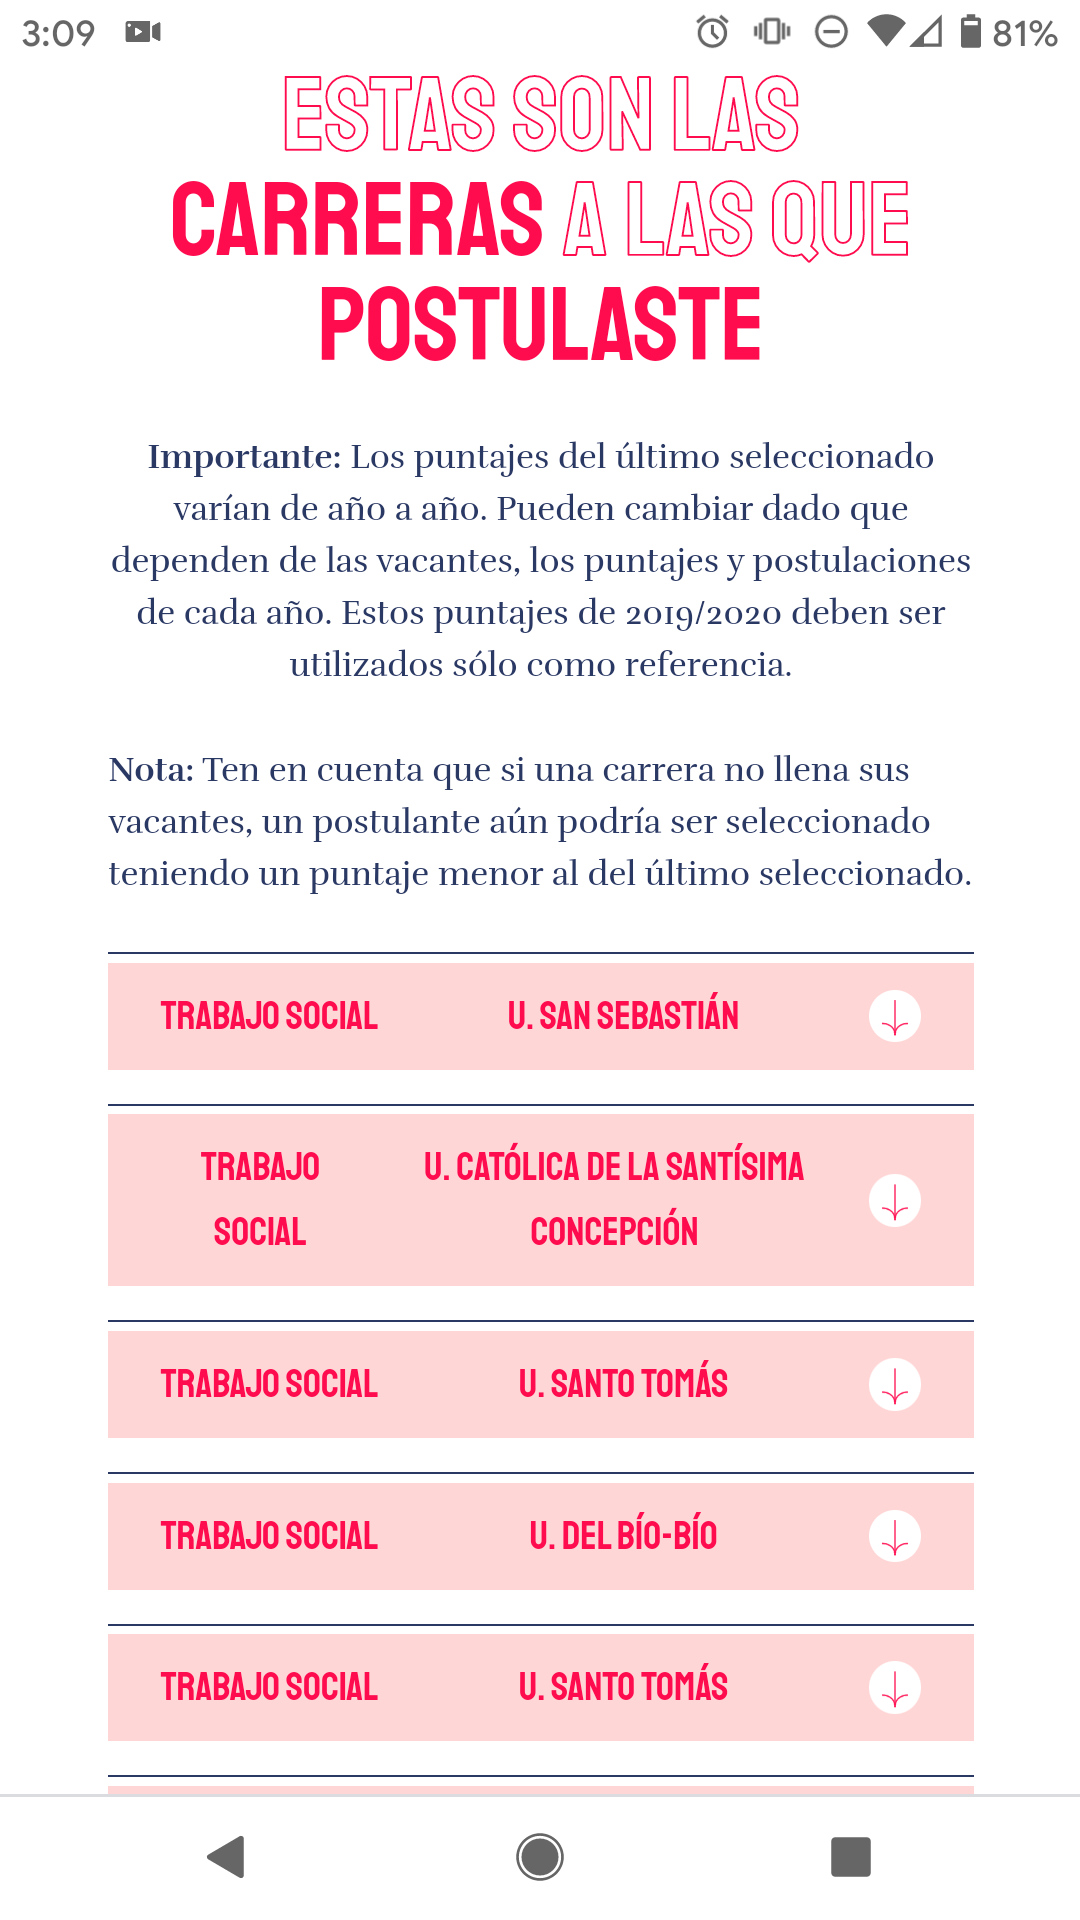 3:09
81%
ESTAS SON LAS
CARRERAS A LAS QUE
POSTULASTE
Importante: Los puntajes del último seleccionado
varían de año a año. Pueden cambiar dado que
dependen de las vacantes, los puntajes y postulaciones
de cada año. Estos puntajes de 2019/2020 deben ser
utilizados sólo como referencia.
Nota: Ten en cuenta que si una carrera no llena sus
vacantes, un postulante aún podría ser seleccionado
teniendo un puntaje menor al del último seleccionado.
TRABAJO SOCIAL
U. SAN SEBASTIÁN
TRABAJO
SOCIAL
U. CATÓLICA DE LA SANTÍSIMA
CONCEPCIÓN
TRABAJO SOCIAL
U. SANTO TOMÁS
TRABAJO SOCIAL
U. DEL BÍO-BÍO
TRABAJO SOCIAL
U. SANTO TOMÁS